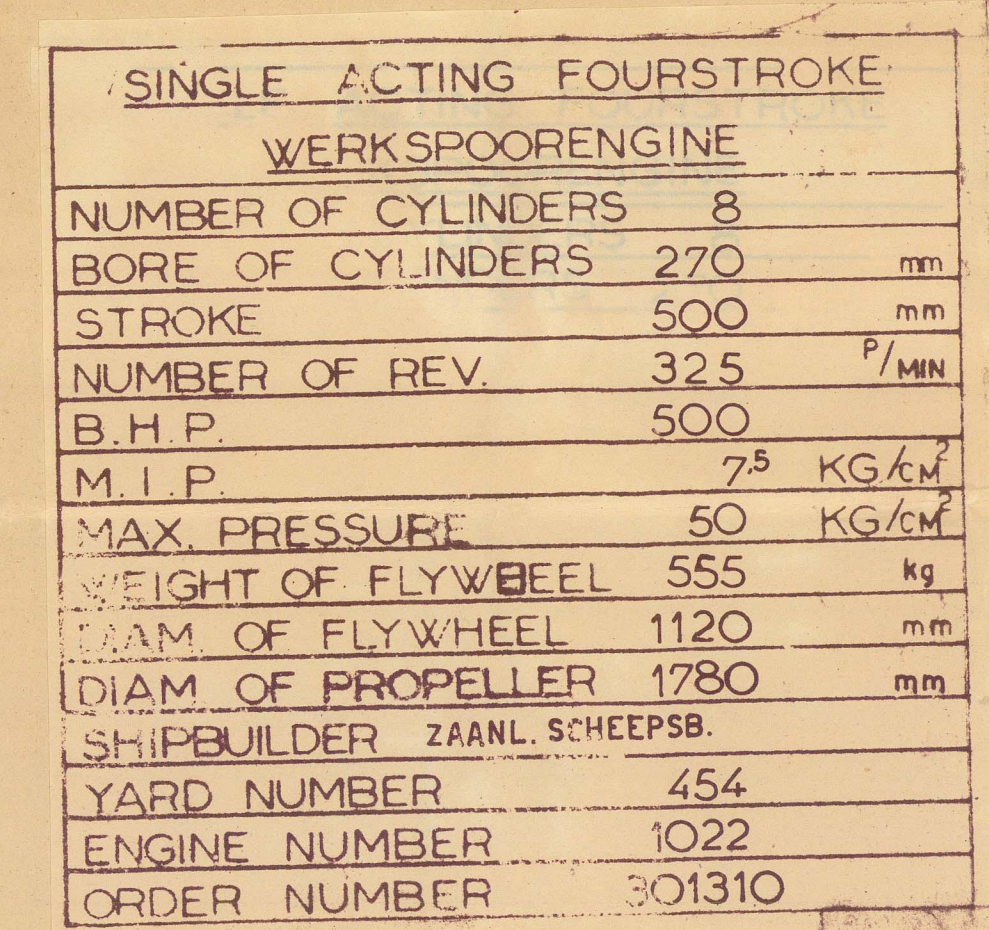 SINGLE ACTING FOURSTROKE
WERKSPOORENGINE
NUMBER OF CYLINDERS 8
BORE OF CYLINDERS 270 mm
STROKE 500 mm
NUMBER OF REV. 325 P/MIN
B.H.P. 500
M.I.P. 7,5 KG/CM²
MAX. PRESSURE 50 KG/CM²
WEIGHT OF FLYWHEEL 555 kg
DIAM. OF FLYWHEEL 1120 mm
DIAM OF PROPELLER 1780 mm
SHIPBUILDER ZAANL. SCHEEPSB.
YARD NUMBER 454
ENGINE NUMBER 1022
ORDER NUMBER 301310